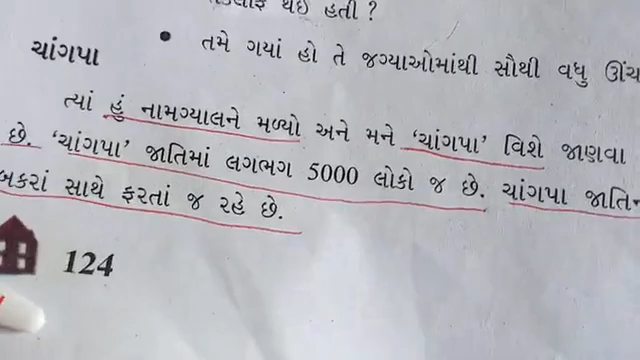 થઈ હતી ?
ચાંગપા
• તમે ગયાં હો તે જગ્યાઓમાંથી સૌથી વધુ
ત્યાં હું નામગ્યાલને મળ્યો અને મને ‘ચાંગપા’ વિશે જાણવા
છે. ‘ચાંગપા’ જાતિમાં લગભગ 5000 લોકો જ છે. ચાંગપા
બકરાં સાથે ફરતાં જ રહે છે.
124